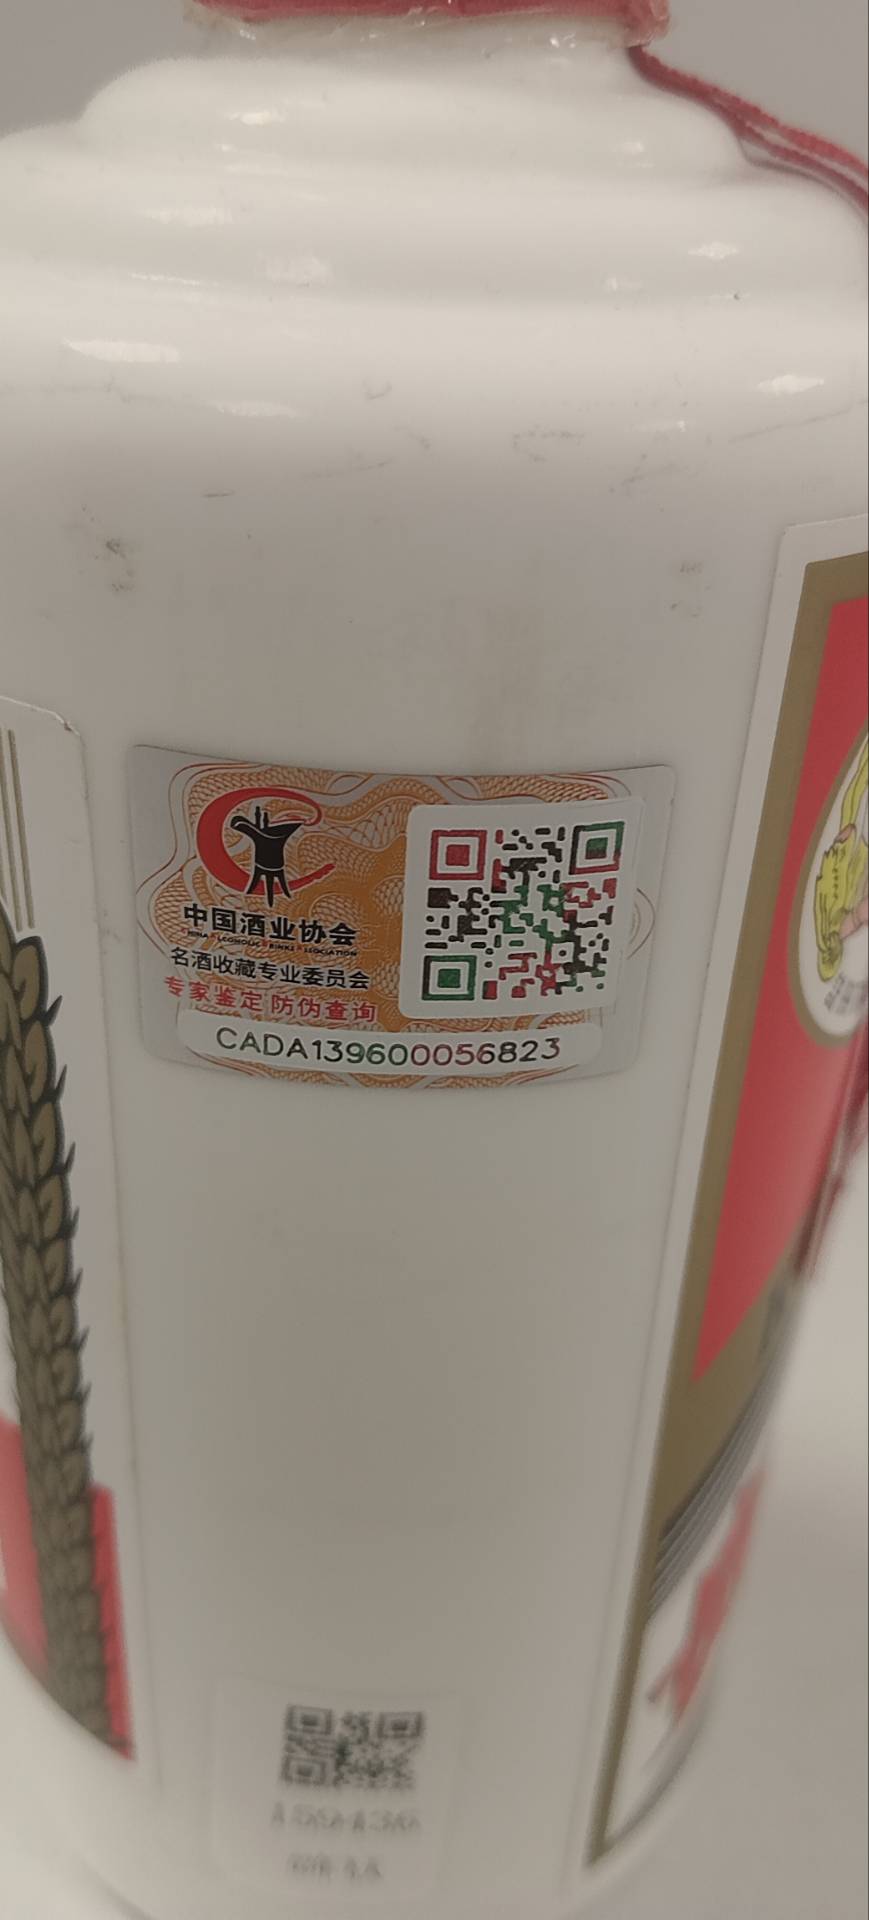 中国酒业协会
名酒收藏专业委员会
专家鉴定 防伪查询
CADA139600056823